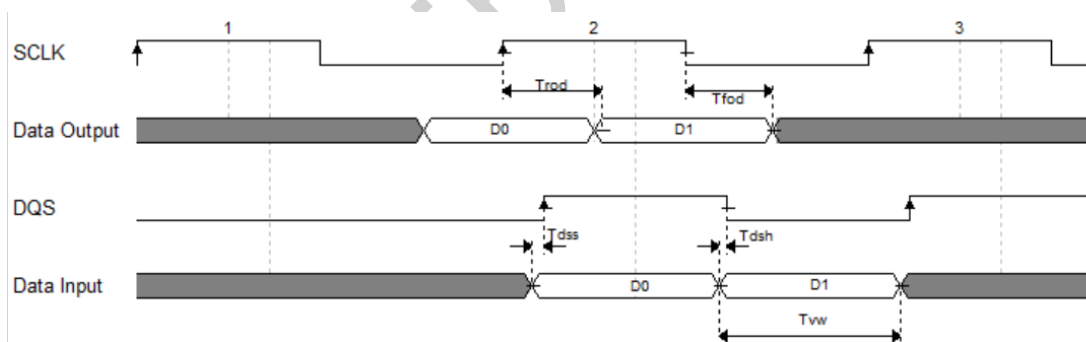 1 2 3
SCLK
Trod Tfod
Data Output D0 D1
DQS
Tdss Tdsh
Data Input D0 D1
Tvw